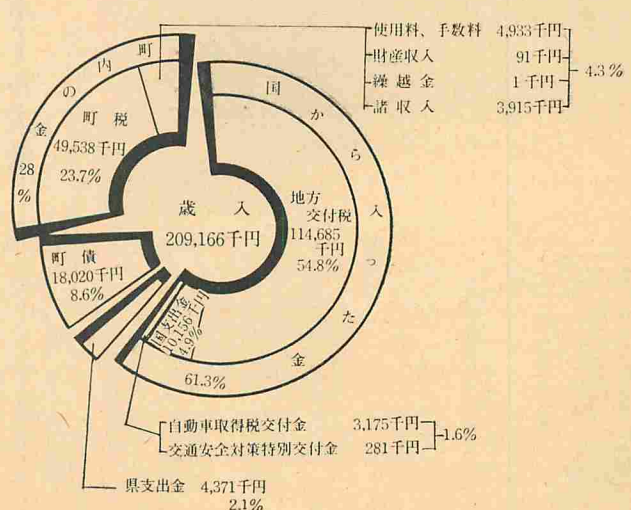 使用料、手数料 4,933千円
財産収入 91千円
繰越金 1千円
諸収入 3,915千円
4.3%
町の内の金
28%
町税
49,538千円
23.7%
歳入
209,166千円
国から入った金
61.3%
地方
交付税
114,685
千円
54.8%
町債
18,020千円
8.6%
国支出金
10,156千円
4.9%
自動車取得税交付金 3,175千円
交通安全対策特別交付金 281千円
1.6%
県支出金 4,371千円
2.1%